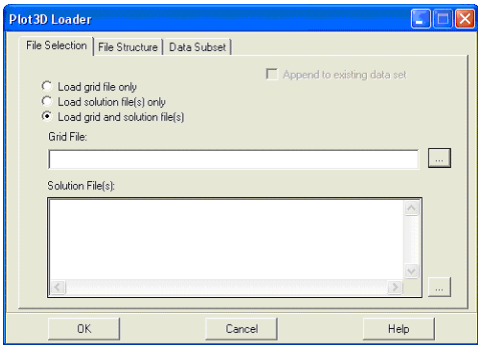 Plot3D Loader
File Selection File Structure Data Subset
Append to existing data set
Load grid file only
Load solution file(s) only
Load grid and solution file(s)
Grid File:
...
Solution File(s):
...
OK Cancel Help